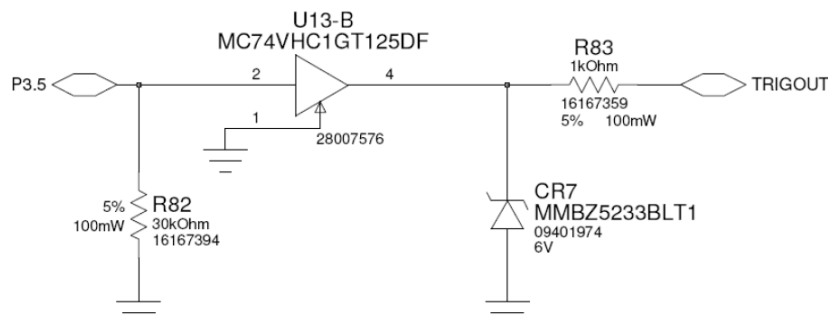 U13-B
MC74VHC1GT125DF
P3.5
2
4
1
28007576
R83
1kOhm
16167359
5% 100mW
TRIGOUT
5%
100mW
R82
30kOhm
16167394
CR7
MMBZ5233BLT1
09401974
6V